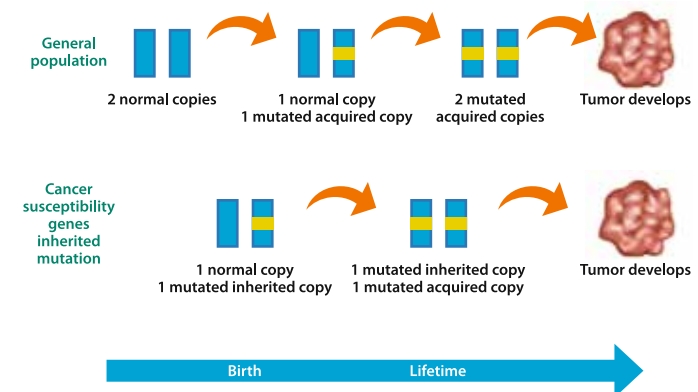 General
population
2 normal copies
1 normal copy
1 mutated acquired copy
2 mutated
acquired copies
Tumor develops
Cancer
susceptibility
genes
inherited
mutation
1 normal copy
1 mutated inherited copy
1 mutated inherited copy
1 mutated acquired copy
Tumor develops
Birth
Lifetime